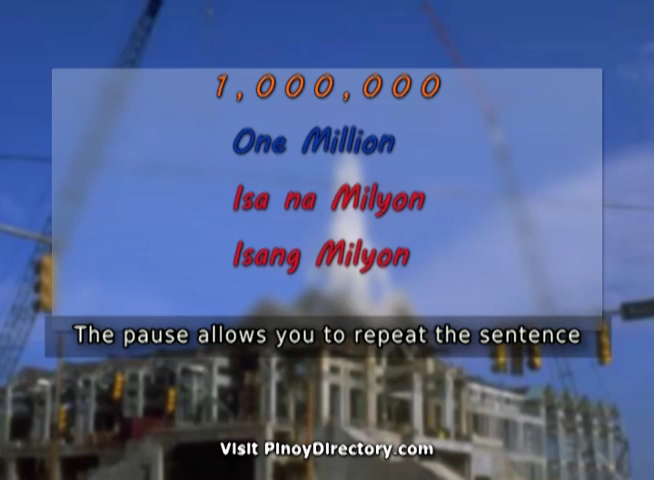 1,000,000
One Million
Isa na Milyon
Isang Milyon
The pause allows you to repeat the sentence
Visit PinoyDirectory.com